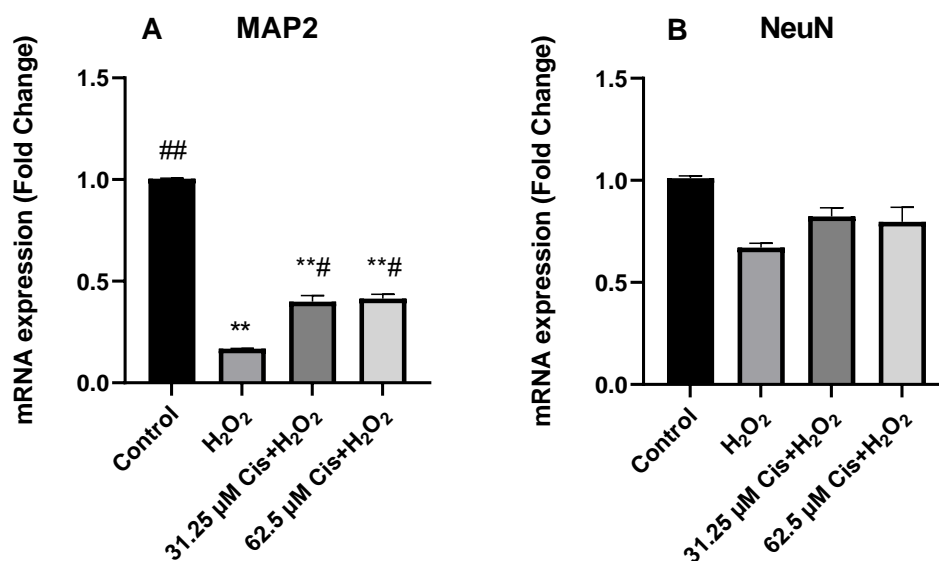 A MAP2
mRNA expression (Fold Change)
1.5
1.0
0.5
0.0
##
**
**#
**#
Control
H₂O₂
31.25 µM Cis+H₂O₂
62.5 µM Cis+H₂O₂
B NeuN
mRNA expression (Fold Change)
1.5
1.0
0.5
0.0
Control
H₂O₂
31.25 µM Cis+H₂O₂
62.5 µM Cis+H₂O₂